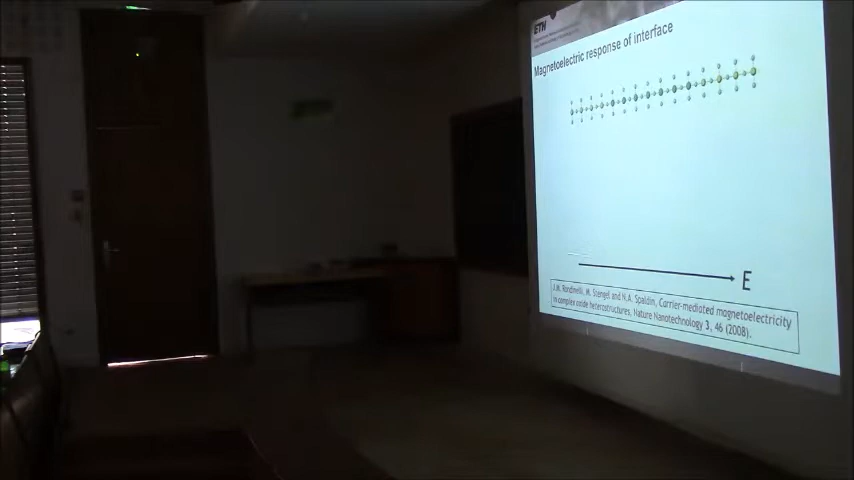 ETH
Magnetoelectric response of interface
E
J.M. Rondinelli, M. Stengel and N.A. Spaldin, Carrier-mediated magnetoelectricity
in complex oxide heterostructures, Nature Nanotechnology 3, 46 (2008).